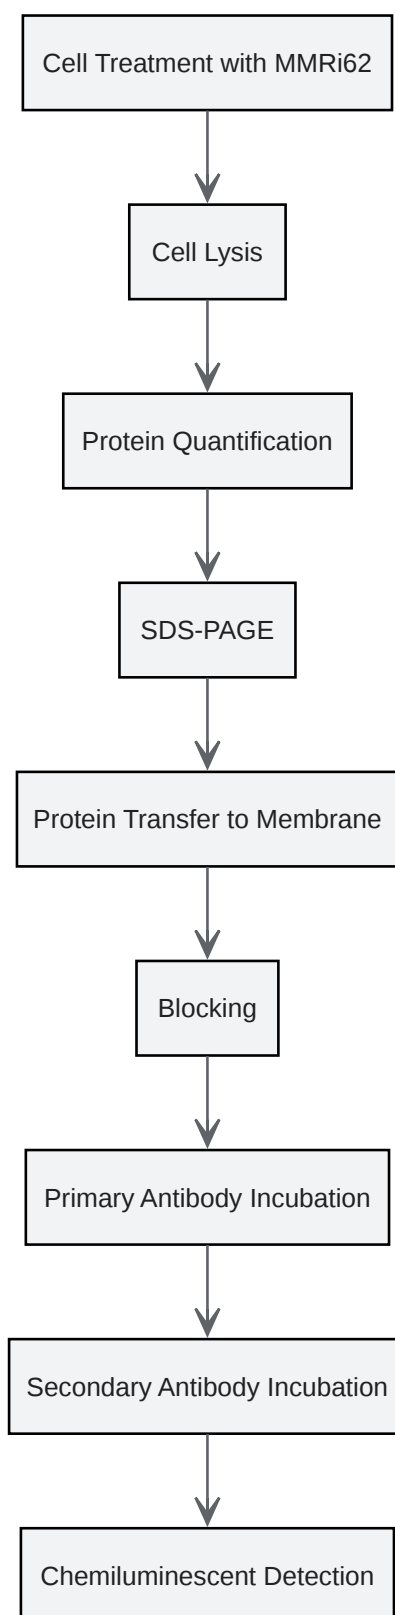 Cell Treatment with MMRi62
Cell Lysis
Protein Quantification
SDS-PAGE
Protein Transfer to Membrane
Blocking
Primary Antibody Incubation
Secondary Antibody Incubation
Chemiluminescent Detection